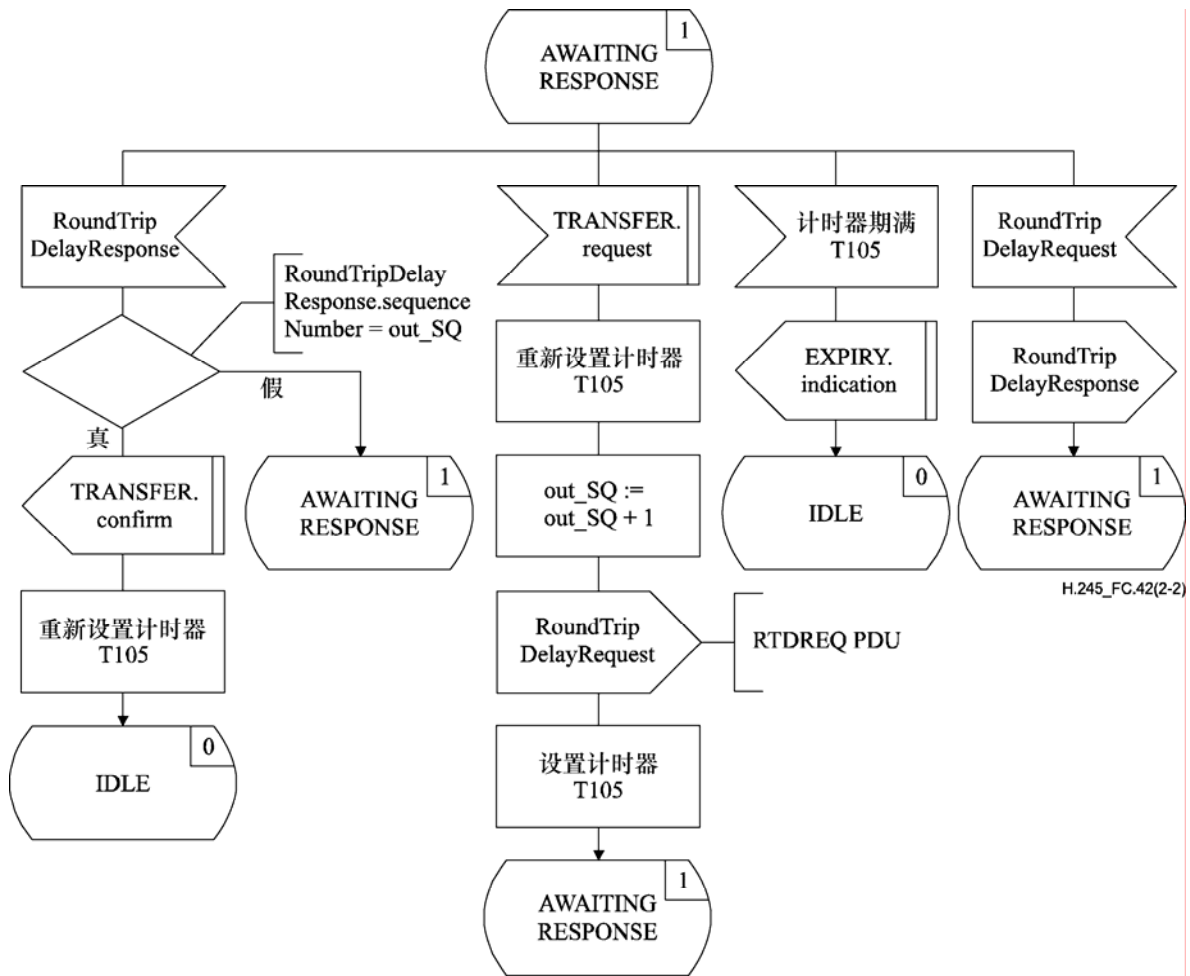 1
AWAITING
RESPONSE
RoundTrip
DelayResponse
TRANSFER.
request
计时器期满
T105
RoundTrip
DelayRequest
RoundTripDelay
Response.sequence
Number = out_SQ
假
真
重新设置计时器
T105
EXPIRY.
indication
RoundTrip
DelayResponse
TRANSFER.
confirm
1
AWAITING
RESPONSE
out_SQ :=
out_SQ + 1
0
IDLE
1
AWAITING
RESPONSE
H.245_FC.42(2-2)
重新设置计时器
T105
RoundTrip
DelayRequest
RTDREQ PDU
0
IDLE
设置计时器
T105
1
AWAITING
RESPONSE